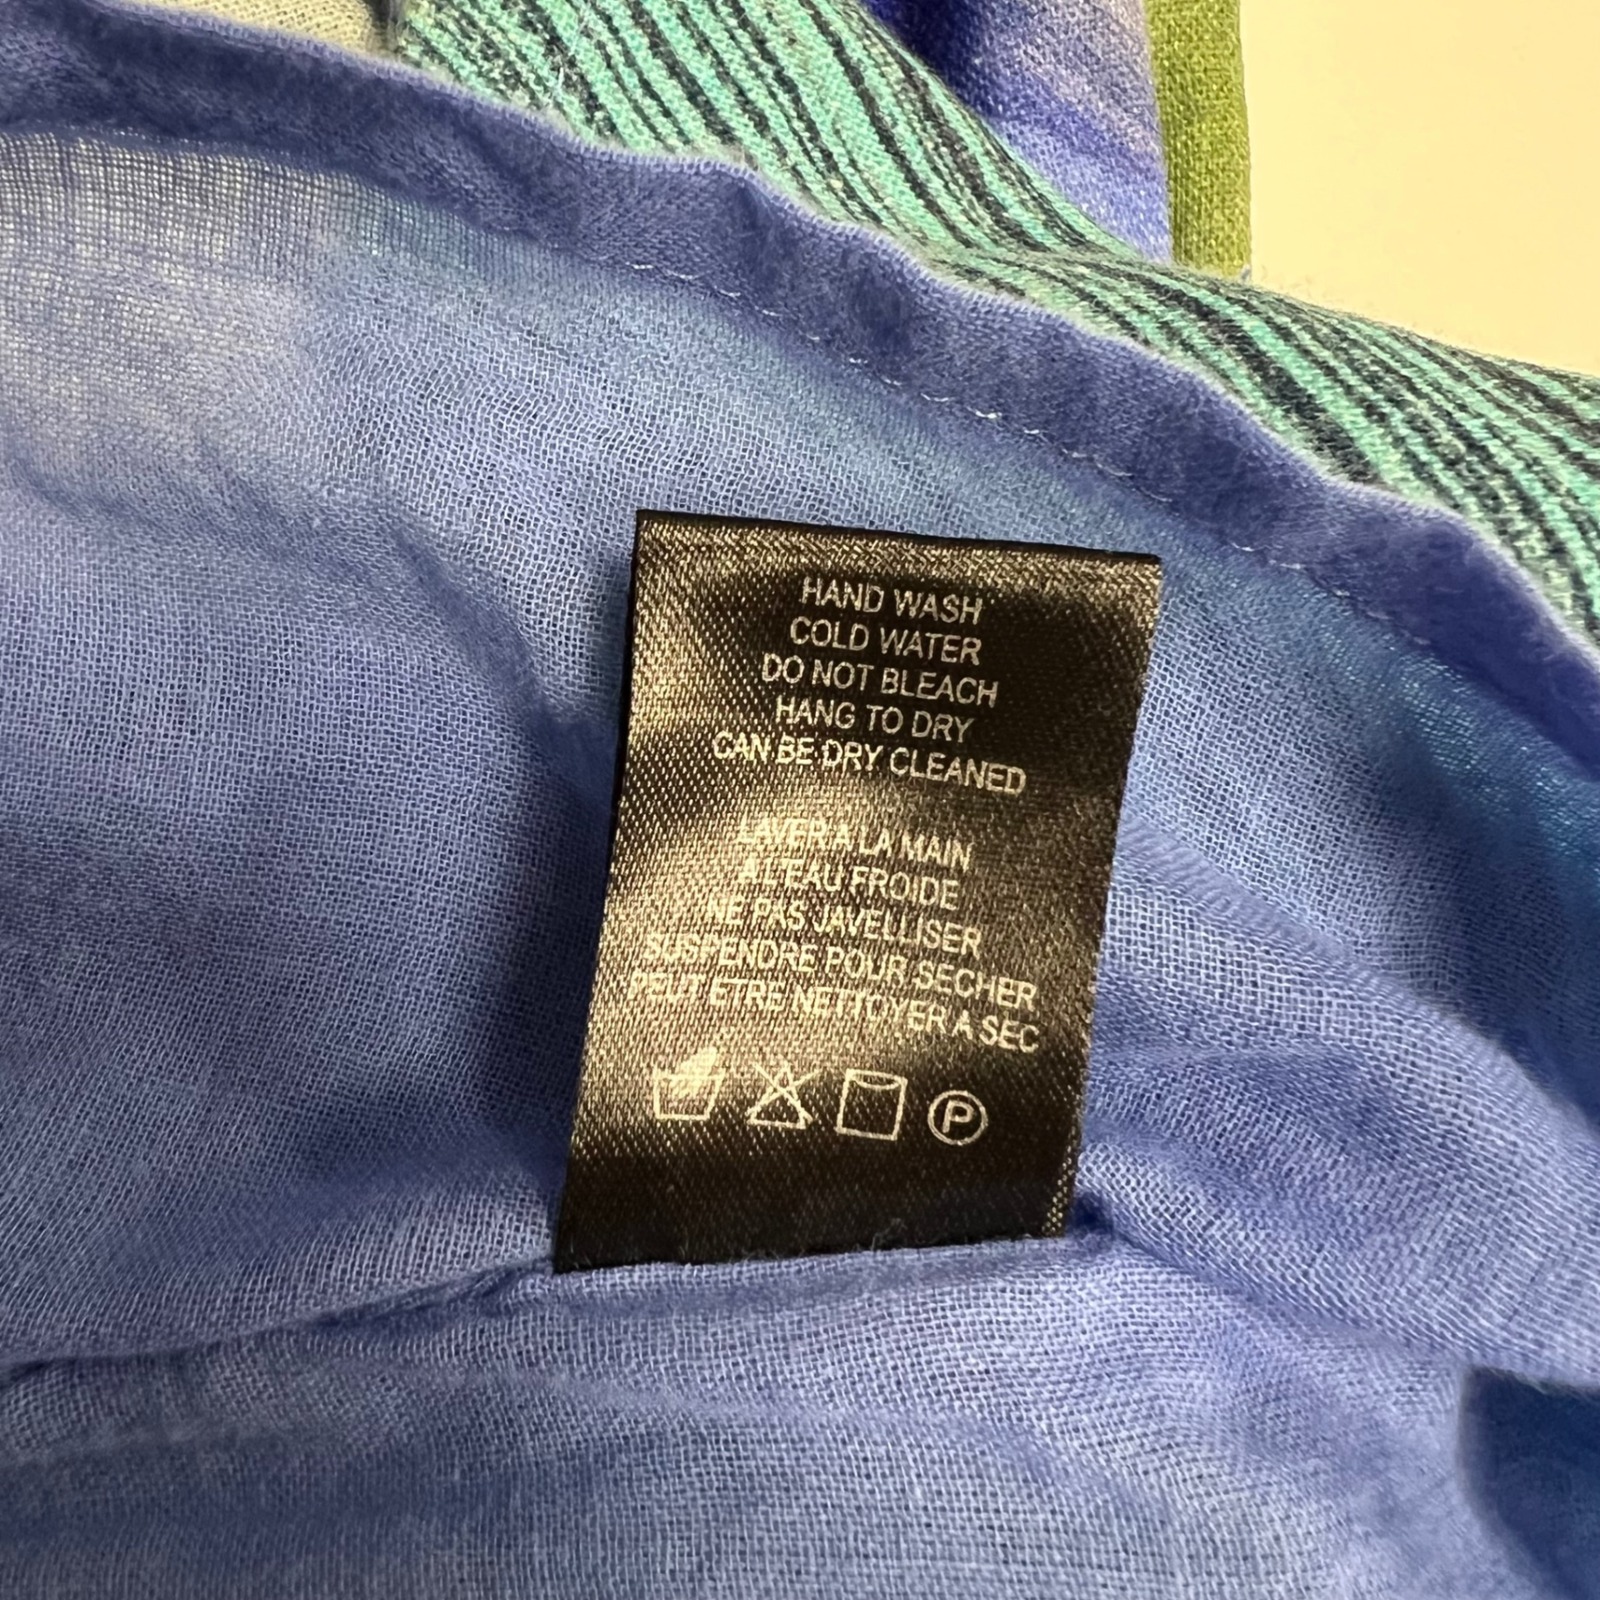 HAND WASH
COLD WATER
DO NOT BLEACH
HANG TO DRY
CAN BE DRY CLEANED
LAVER A LA MAIN
AL'EAU FROIDE
NE PAS JAVELLISER
SUSPENDRE POUR SECHER
PEUT ETRE NETTOYER A SEC
P